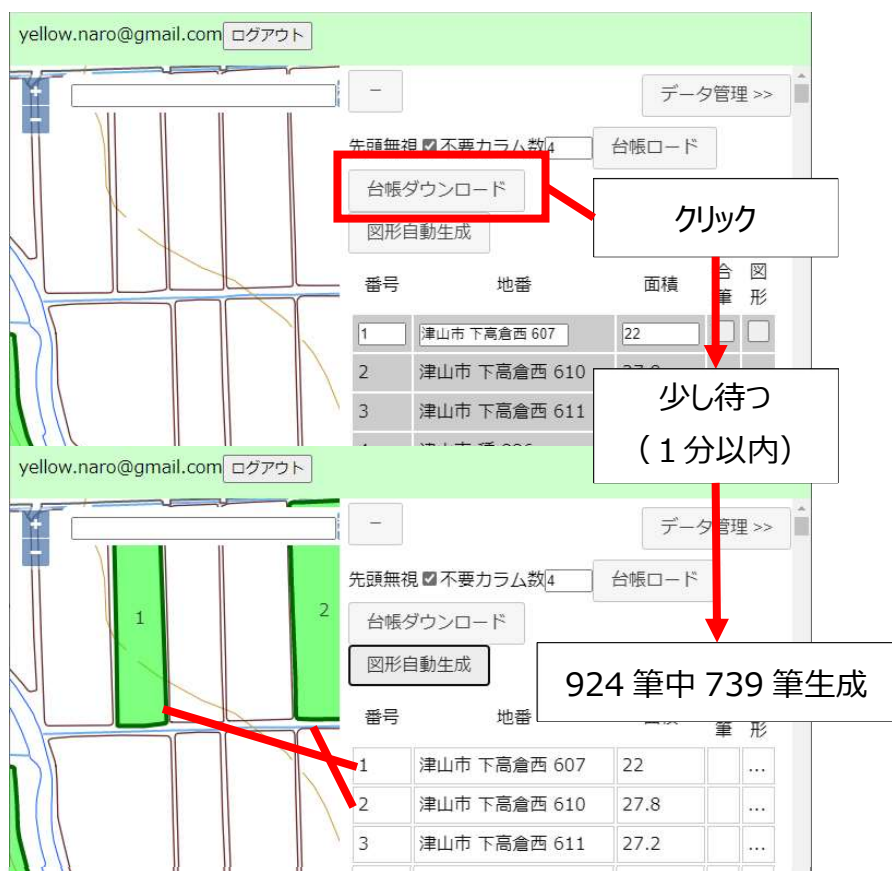 yellow.naro@gmail.com ログアウト
+
−
− データ管理 >>
先頭無視 不要カラム数 4 台帳ロード
台帳ダウンロード
クリック
図形自動生成
番号 地番 面積 合筆 図形
1 津山市 下高倉西 607 22
2 津山市 下高倉西 610
3 津山市 下高倉西 611
少し待つ
(１分以内)
yellow.naro@gmail.com ログアウト
+
−
− データ管理 >>
先頭無視 不要カラム数 4 台帳ロード
1 2
台帳ダウンロード
図形自動生成
924 筆中 739 筆生成
番号 地番 筆 形
1 津山市 下高倉西 607 22 ...
2 津山市 下高倉西 610 27.8 ...
3 津山市 下高倉西 611 27.2 ...